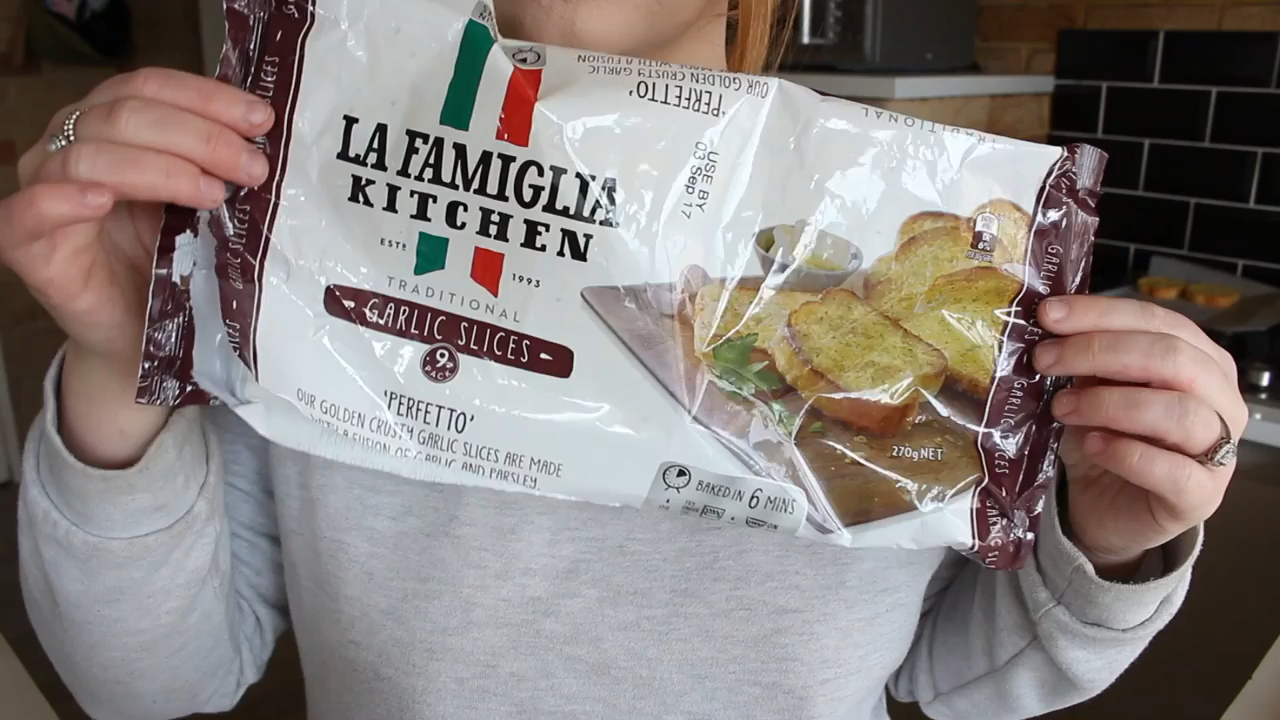 LA FAMIGLIA
KITCHEN
ESTD 1993
TRADITIONAL
GARLIC SLICES
9
PACK
'PERFETTO'
OUR GOLDEN CRUSTY GARLIC SLICES ARE MADE
WITH A FUSION OF GARLIC AND PARSLEY.
'PERFETTO'
OUR GOLDEN CRUSTY GARLIC
MADE WITH A FUSION
TRADITIONAL
USE BY
03 Sep 17
6%
270g NET
BAKED IN 6 MINS
GARLIC SLICES
GARLIC SLICES
GARLIC SLICES